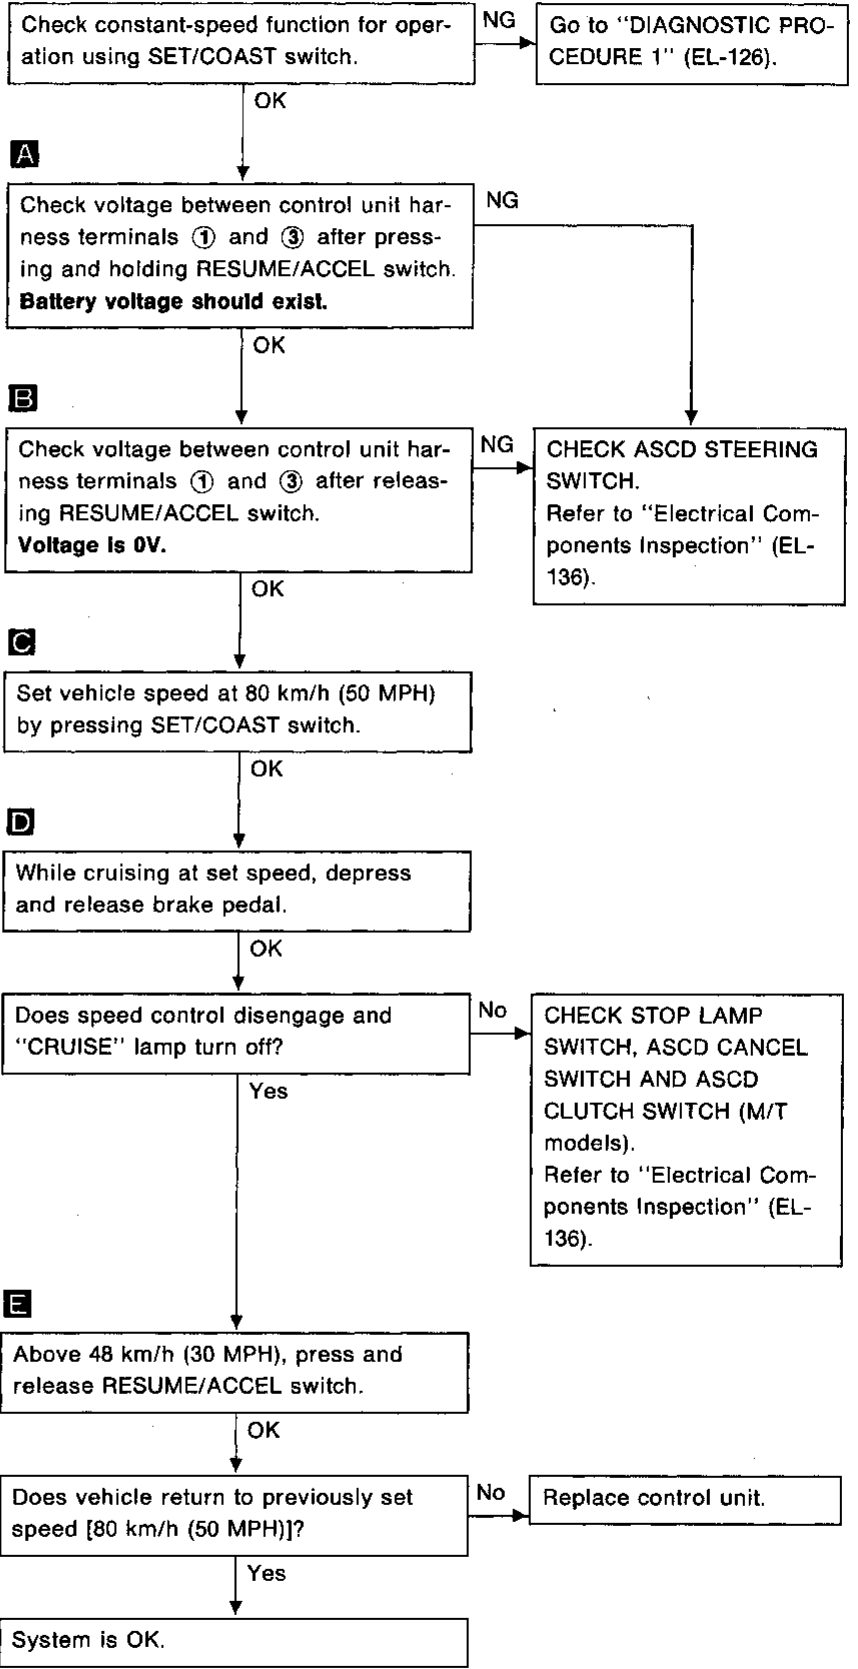 Check constant-speed function for oper-
ation using SET/COAST switch.
NG
Go to "DIAGNOSTIC PRO-
CEDURE 1" (EL-126).
OK
A
Check voltage between control unit har-
ness terminals ① and ③ after press-
ing and holding RESUME/ACCEL switch.
Battery voltage should exist.
NG
OK
B
Check voltage between control unit har-
ness terminals ① and ③ after releas-
ing RESUME/ACCEL switch.
Voltage is 0V.
NG
CHECK ASCD STEERING
SWITCH.
Refer to "Electrical Com-
ponents Inspection" (EL-
136).
OK
C
Set vehicle speed at 80 km/h (50 MPH)
by pressing SET/COAST switch.
OK
D
While cruising at set speed, depress
and release brake pedal.
OK
Does speed control disengage and
"CRUISE" lamp turn off?
No
CHECK STOP LAMP
SWITCH, ASCD CANCEL
SWITCH AND ASCD
CLUTCH SWITCH (M/T
models).
Refer to "Electrical Com-
ponents Inspection" (EL-
136).
Yes
E
Above 48 km/h (30 MPH), press and
release RESUME/ACCEL switch.
OK
Does vehicle return to previously set
speed [80 km/h (50 MPH)]?
No
Replace control unit.
Yes
System is OK.